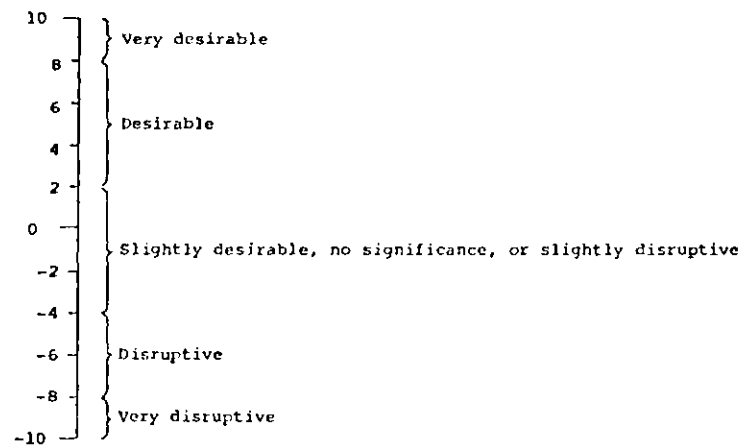 10
Very desirable
8
6
Desirable
4
2
0
Slightly desirable, no significance, or slightly disruptive
-2
-4
-6
Disruptive
-8
Very disruptive
-10